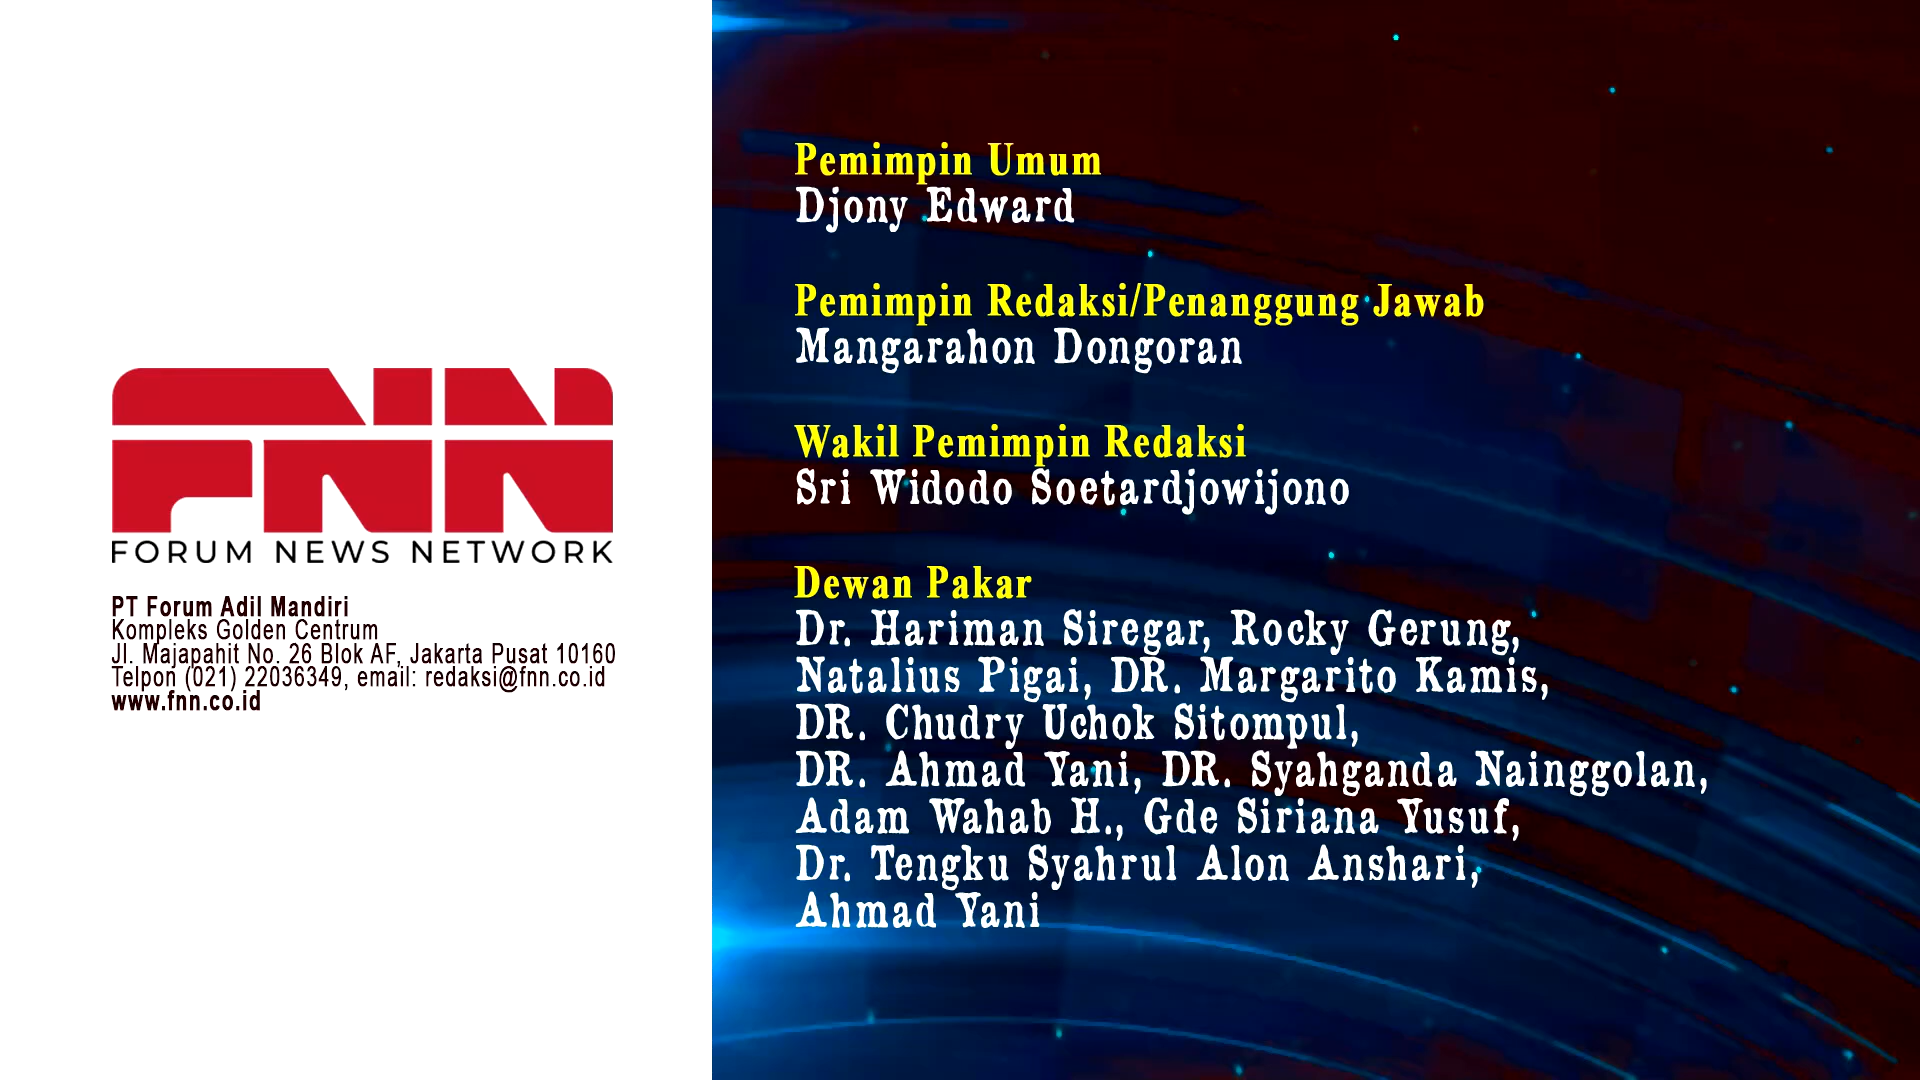 FNN
FORUM NEWS NETWORK
PT Forum Adil Mandiri
Kompleks Golden Centrum
Jl. Majapahit No. 26 Blok AF, Jakarta Pusat 10160
Telpon (021) 22036349, email: redaksi@fnn.co.id
www.fnn.co.id
Pemimpin Umum
Djony Edward
Pemimpin Redaksi/Penanggung Jawab
Mangarahon Dongoran
Wakil Pemimpin Redaksi
Sri Widodo Soetardjowijono
Dewan Pakar
Dr. Hariman Siregar, Rocky Gerung,
Natalius Pigai, DR. Margarito Kamis,
DR. Chudry Uchok Sitompul,
DR. Ahmad Yani, DR. Syahganda Nainggolan,
Adam Wahab H., Gde Siriana Yusuf,
Dr. Tengku Syahrul Alon Anshari,
Ahmad Yani